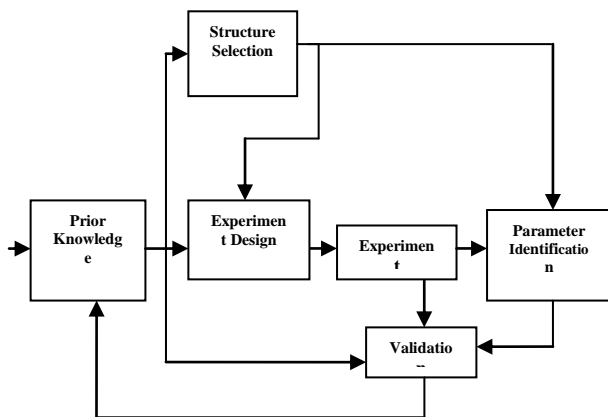 Structure
Selection
Prior
Knowledg
e
Experimen
t Design
Experimen
t
Parameter
Identificatio
n
Validatio
n